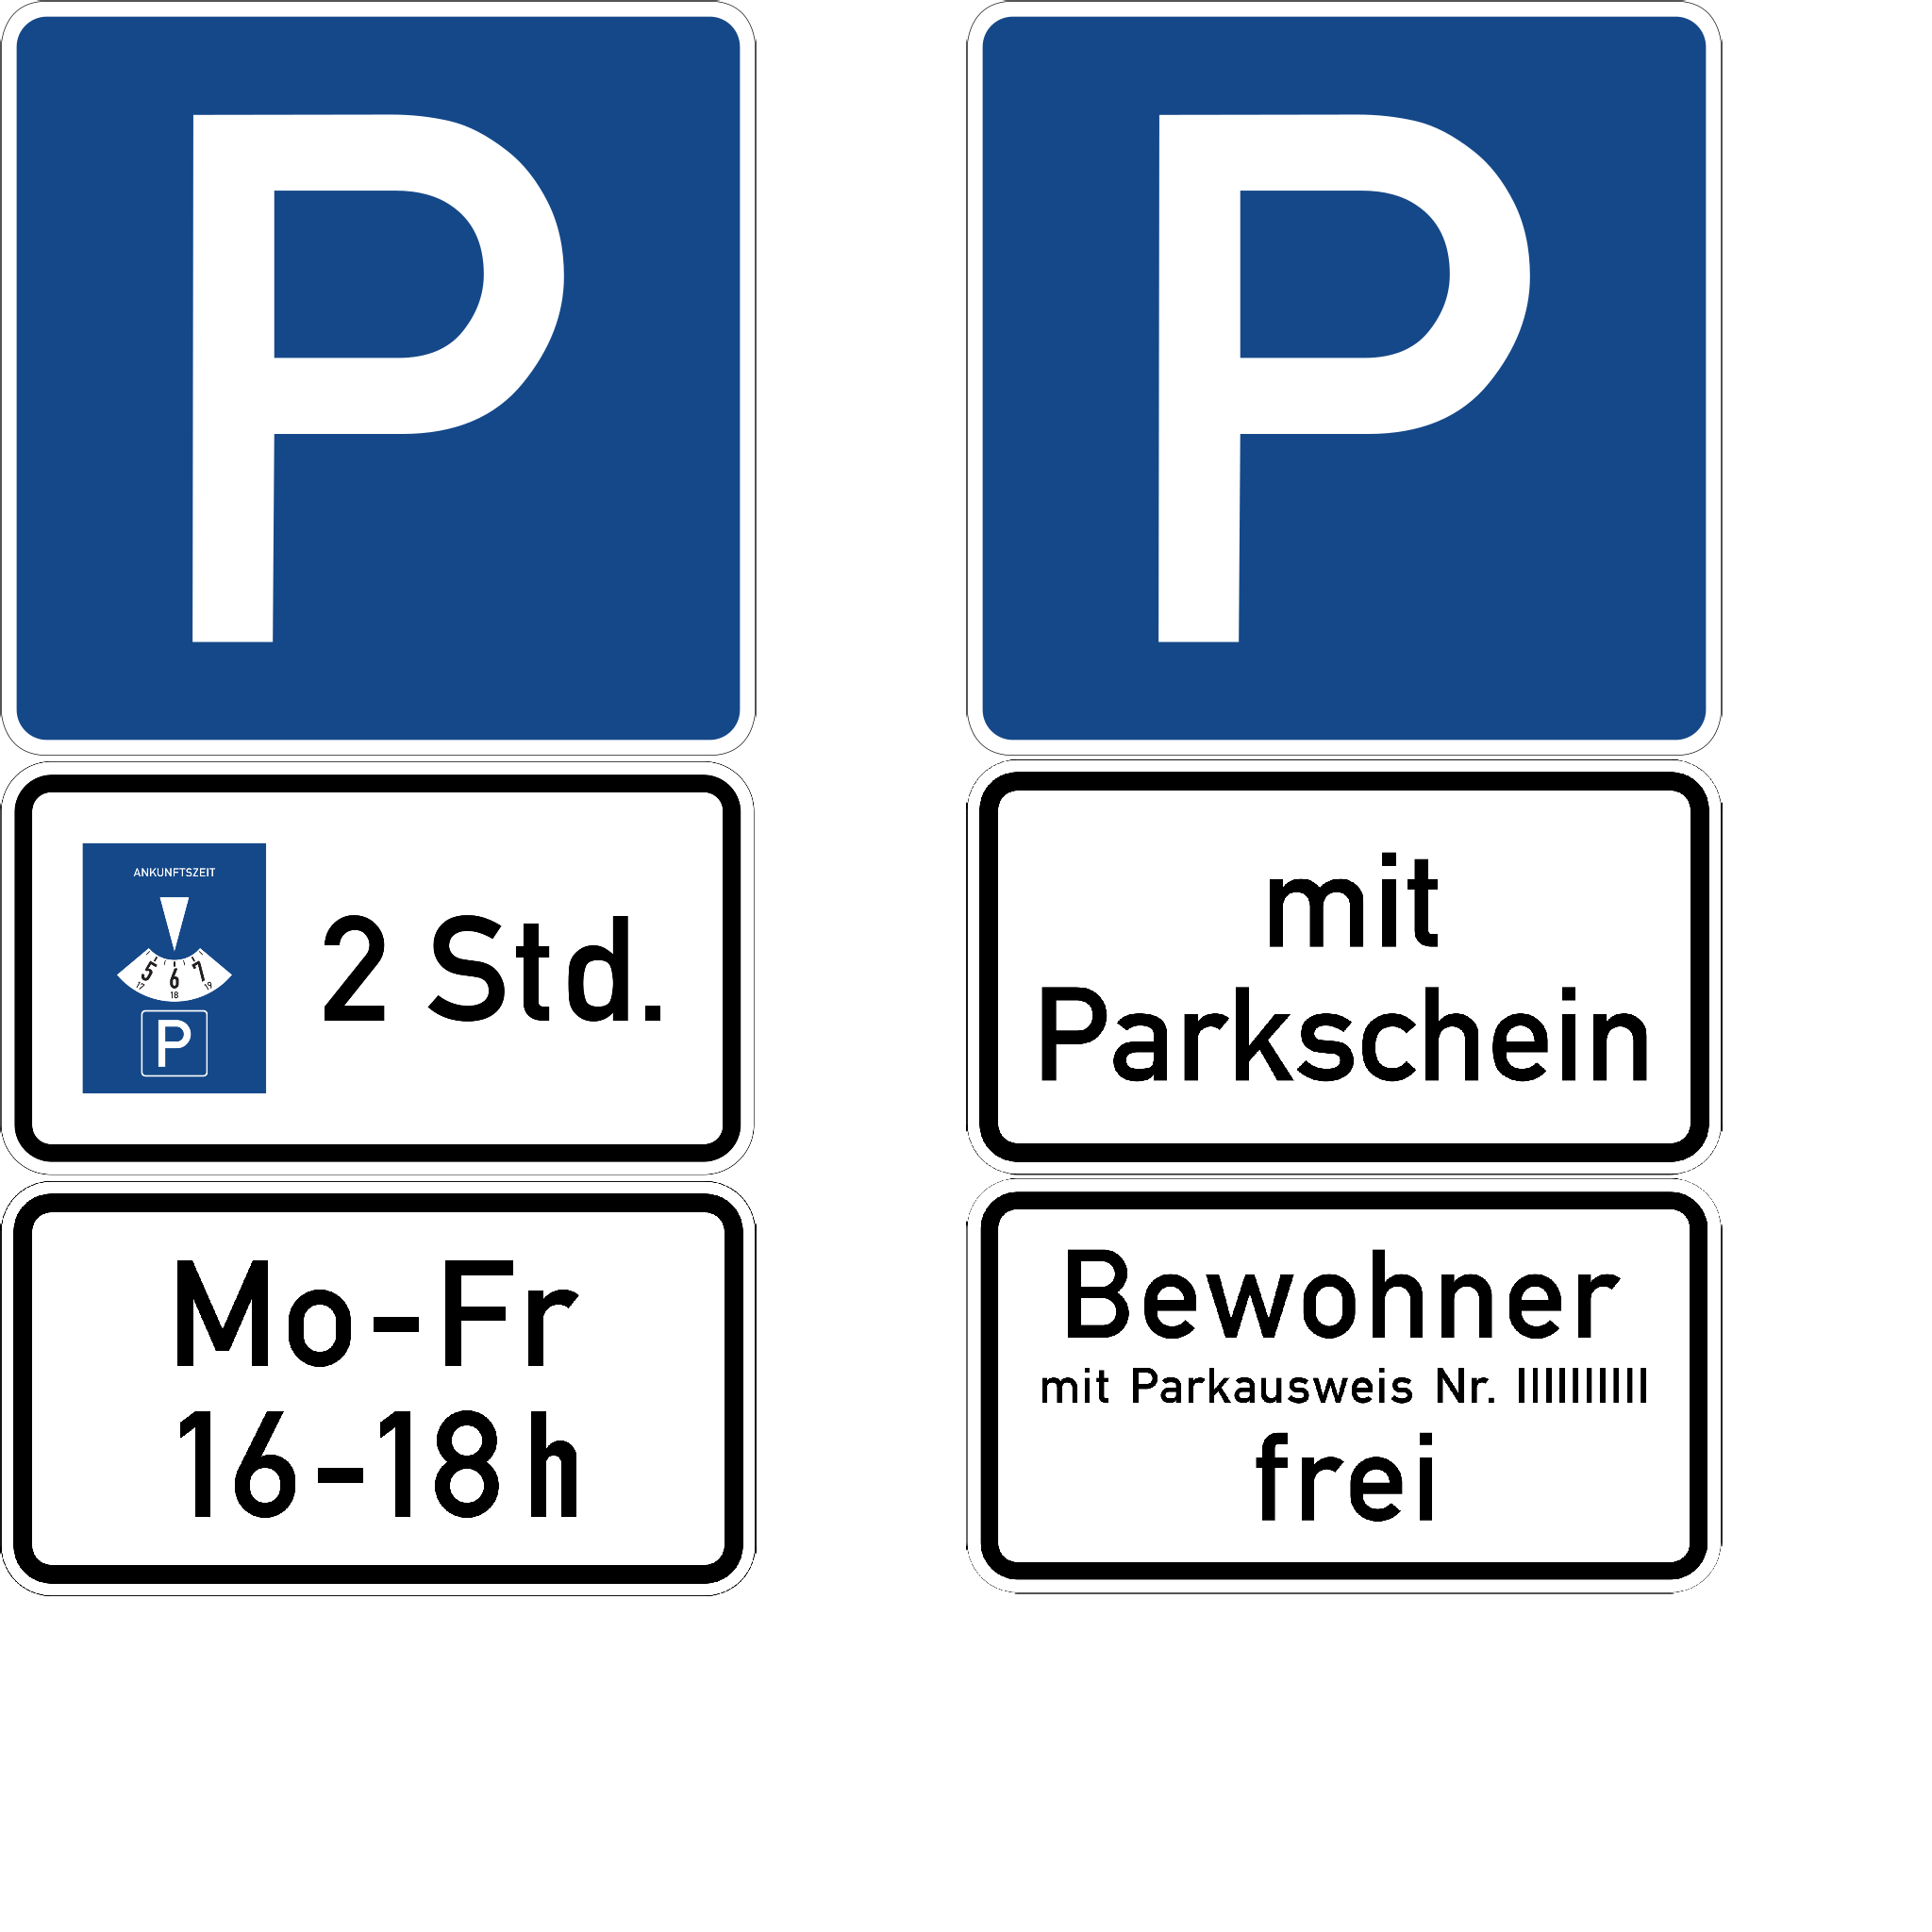 P
ANKUNFTSZEIT
5 6 7
17 18 19
P
2 Std.
Mo-Fr
16-18h
P
mit
Parkschein
Bewohner
mit Parkausweis Nr. IIIIIIIIII
frei